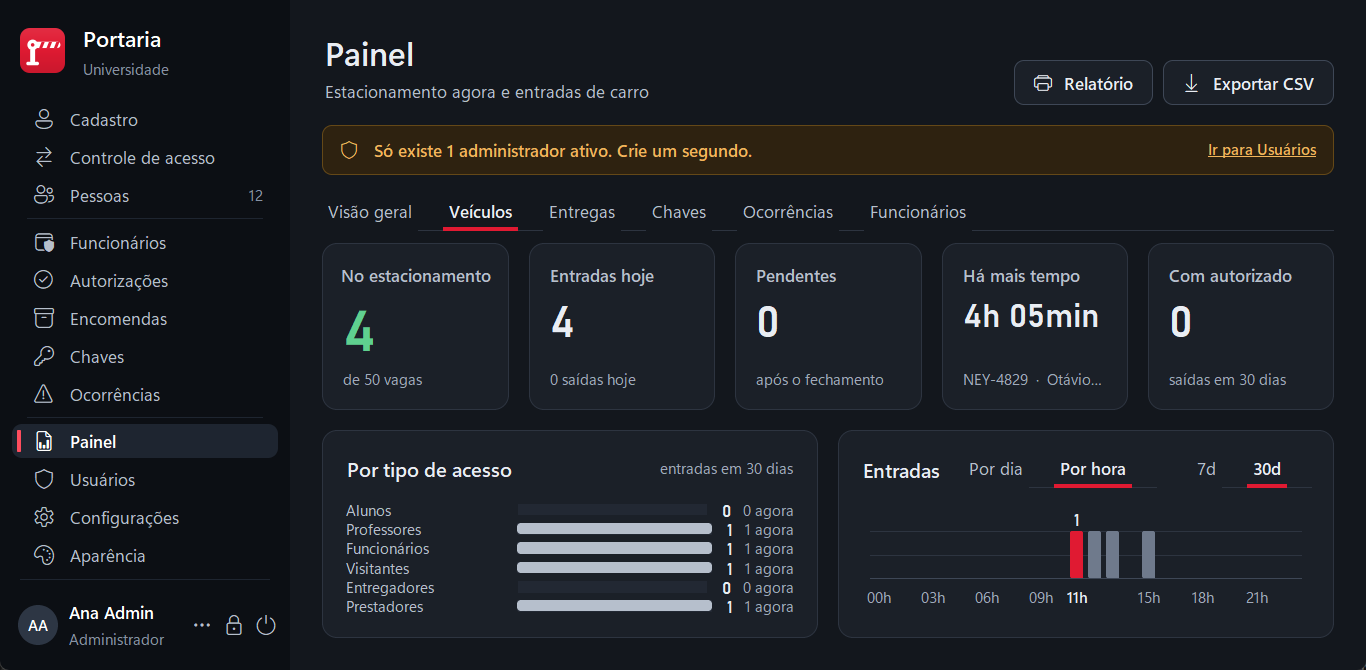 Portaria
Universidade
Cadastro
Controle de acesso
Pessoas 12
Funcionários
Autorizações
Encomendas
Chaves
Ocorrências
Painel
Usuários
Configurações
Aparência
AA
Ana Admin
Administrador
Painel
Estacionamento agora e entradas de carro
Relatório
Exportar CSV
Só existe 1 administrador ativo. Crie um segundo.
Ir para Usuários
Visão geral Veículos Entregas Chaves Ocorrências Funcionários
No estacionamento
4
de 50 vagas
Entradas hoje
4
0 saídas hoje
Pendentes
0
após o fechamento
Há mais tempo
4h 05min
NEY-4829 · Otávio...
Com autorizado
0
saídas em 30 dias
Por tipo de acesso entradas em 30 dias
Alunos 0 0 agora
Professores 1 1 agora
Funcionários 1 1 agora
Visitantes 1 1 agora
Entregadores 0 0 agora
Prestadores 1 1 agora
Entradas Por dia Por hora 7d 30d
1
00h 03h 06h 09h 11h 15h 18h 21h